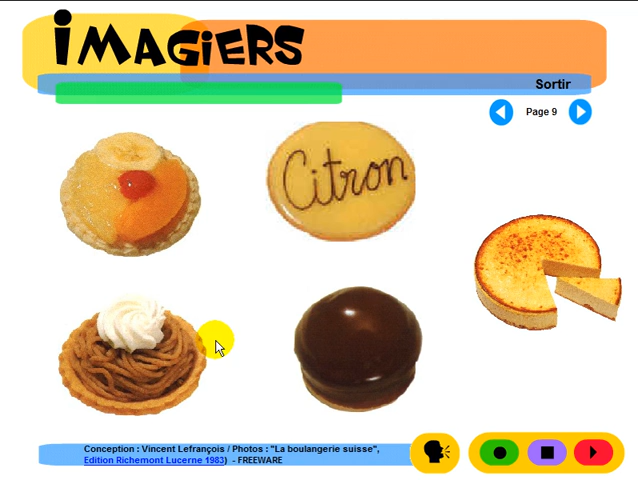 iMAGiERS
Sortir
Page 9
Citron
Conception : Vincent Lefrançois / Photos : "La boulangerie suisse",
Edition Richemont Lucerne 1983) - FREEWARE